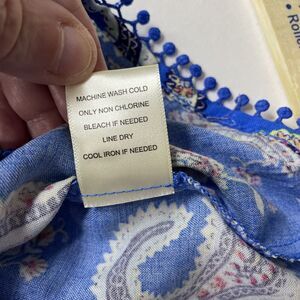 MACHINE WASH COLD
ONLY NON CHLORINE
BLEACH IF NEEDED
LINE DRY
COOL IRON IF NEEDED